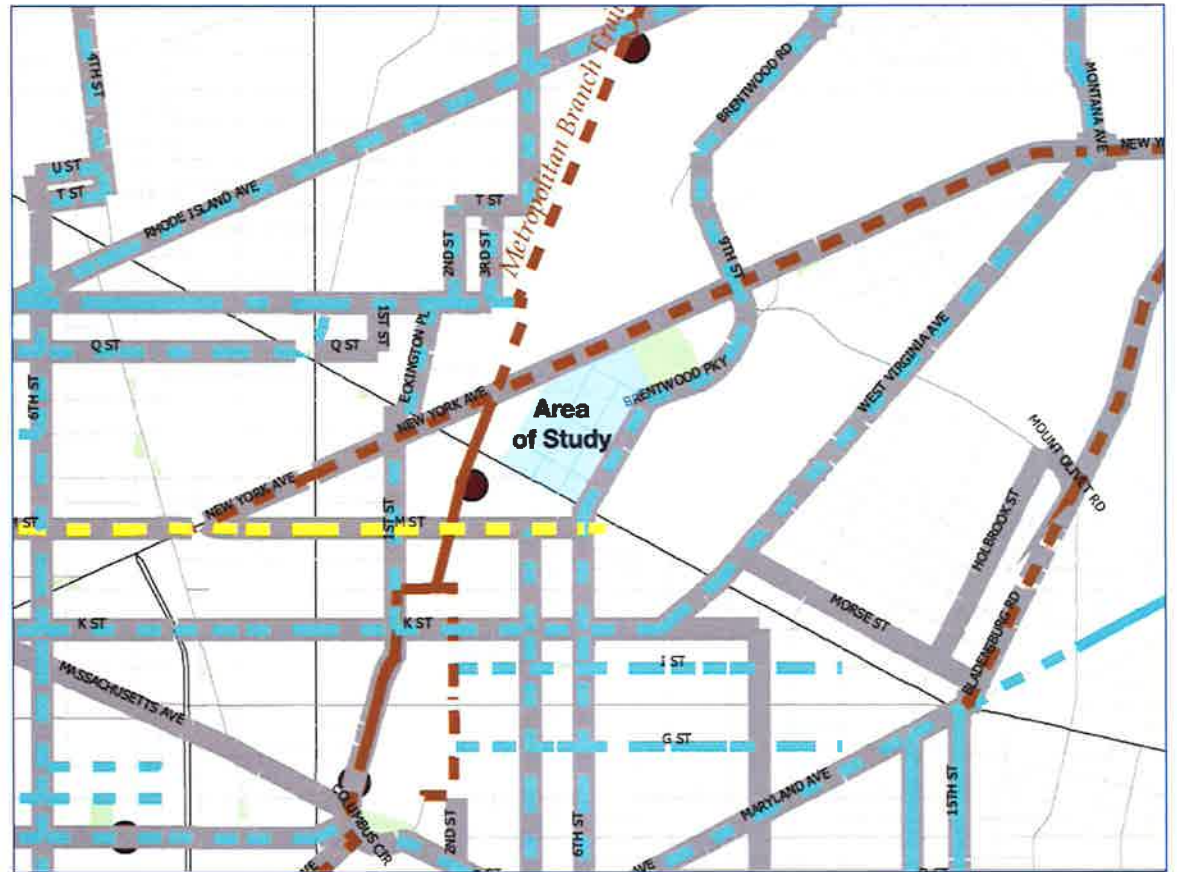 4TH ST
Metropolitan Branch Trail
BRENTWOOD RD
MONTANA AVE
NEW Y
U ST
T ST
RHODE ISLAND AVE
T ST
2ND ST
3RD ST
9TH ST
1ST ST
Q ST
Q ST
ECKINGTON PL
6TH ST
NEW YORK AVE
BRENTWOOD PKY
WEST VIRGINIA AVE
Area
of Study
MOUNT OLIVET RD
NEW YORK AVE
HOLBROOK ST
ST
1ST ST
M ST
K ST
K ST
MORSE ST
BLADENSBURG RD
I ST
MASSACHUSETTS AVE
G ST
MARYLAND AVE
15TH ST
COLUMBUS CIR
2ND ST
6TH ST
VE
AVE